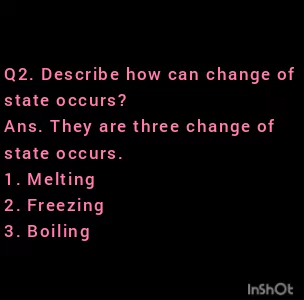 Q2. Describe how can change of
state occurs?
Ans. They are three change of
state occurs.
1. Melting
2. Freezing
3. Boiling
InShOt